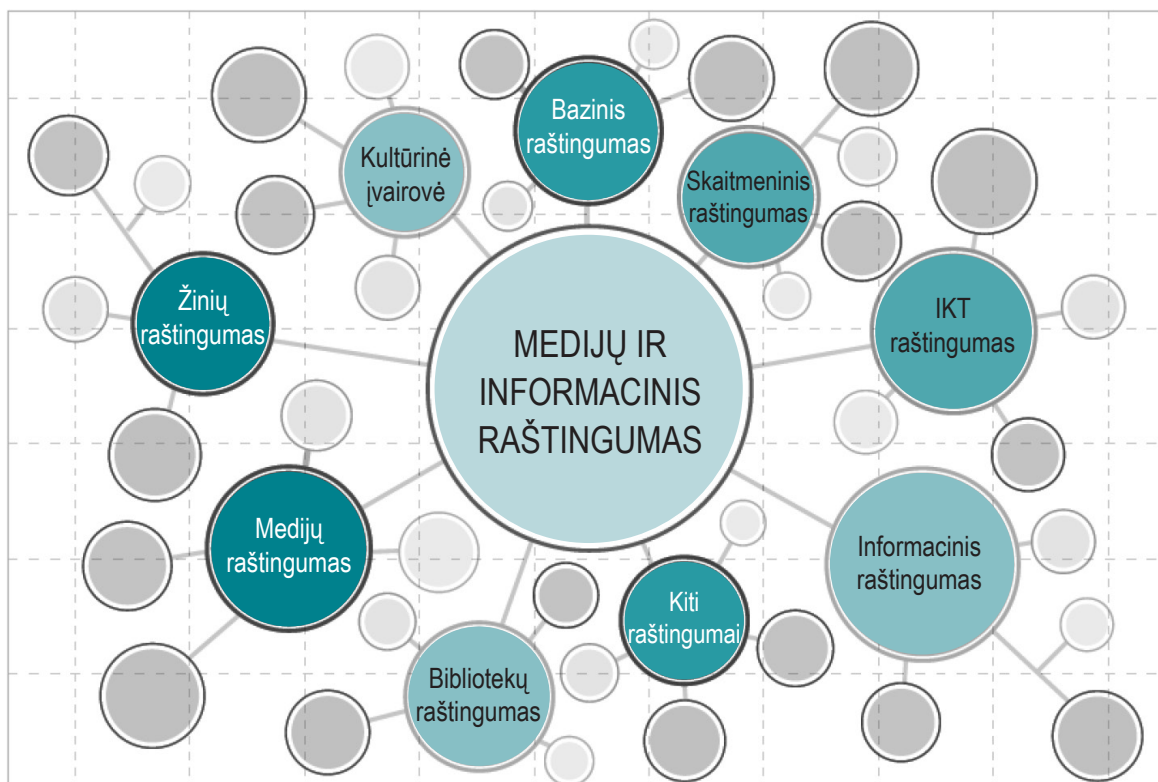 Bazinis
raštingumas
Kultūrinė
įvairovė
Skaitmeninis
raštingumas
Žinių
raštingumas
IKT
raštingumas
MEDIJŲ IR
INFORMACINIS
RAŠTINGUMAS
Medijų
raštingumas
Informacinis
raštingumas
Kiti
raštingumai
Bibliotekų
raštingumas